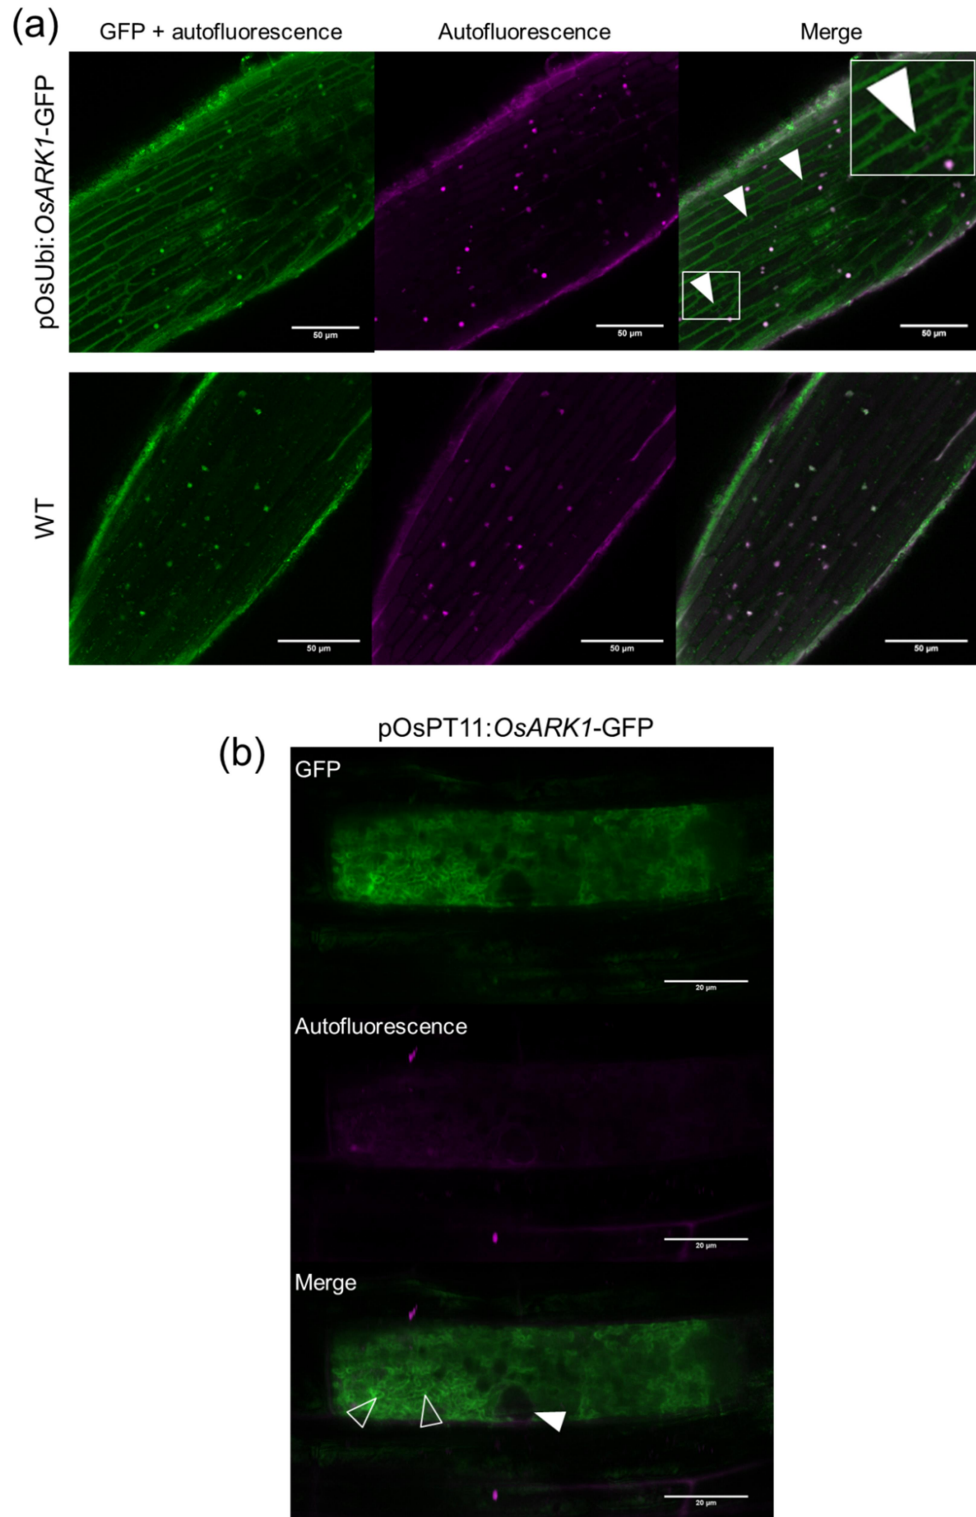 (a)
GFP + autofluorescence
Autofluorescence
Merge
pOsUbi:OsARK1-GFP
50 µm
50 µm
50 µm
WT
50 µm
50 µm
50 µm
(b)
pOsPT11:OsARK1-GFP
GFP
20 µm
Autofluorescence
20 µm
Merge
20 µm